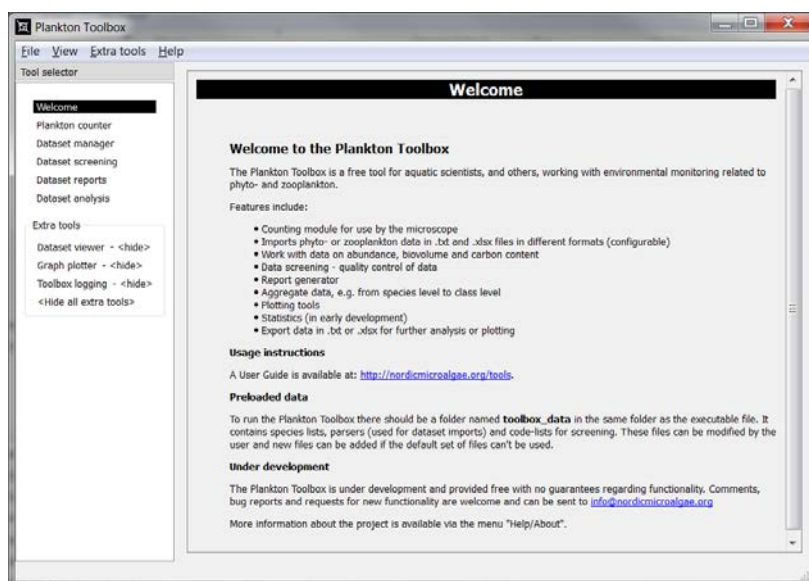 Plankton Toolbox
File View Extra tools Help
Tool selector
Welcome
Plankton counter
Dataset manager
Dataset screening
Dataset reports
Dataset analysis
Extra tools
Dataset viewer - <hide>
Graph plotter - <hide>
Toolbox logging - <hide>
<Hide all extra tools>
Welcome
Welcome to the Plankton Toolbox
The Plankton Toolbox is a free tool for aquatic scientists, and others, working with environmental monitoring related to
phyto- and zooplankton.
Features include:
• Counting module for use by the microscope
• Imports phyto- or zooplankton data in .txt and .xlsx files in different formats (configurable)
• Work with data on abundance, biovolume and carbon content
• Data screening - quality control of data
• Report generator
• Aggregate data, e.g. from species level to class level
• Plotting tools
• Statistics (in early development)
• Export data in .txt or .xlsx for further analysis or plotting
Usage instructions
A User Guide is available at: http://nordicmicroalgae.org/tools.
Preloaded data
To run the Plankton Toolbox there should be a folder named toolbox_data in the same folder as the executable file. It
contains species lists, parsers (used for dataset imports) and code-lists for screening. These files can be modified by the
user and new files can be added if the default set of files can't be used.
Under development
The Plankton Toolbox is under development and provided free with no guarantees regarding functionality. Comments,
bug reports and requests for new functionality are welcome and can be sent to info@nordicmicroalgae.org
More information about the project is available via the menu "Help/About".